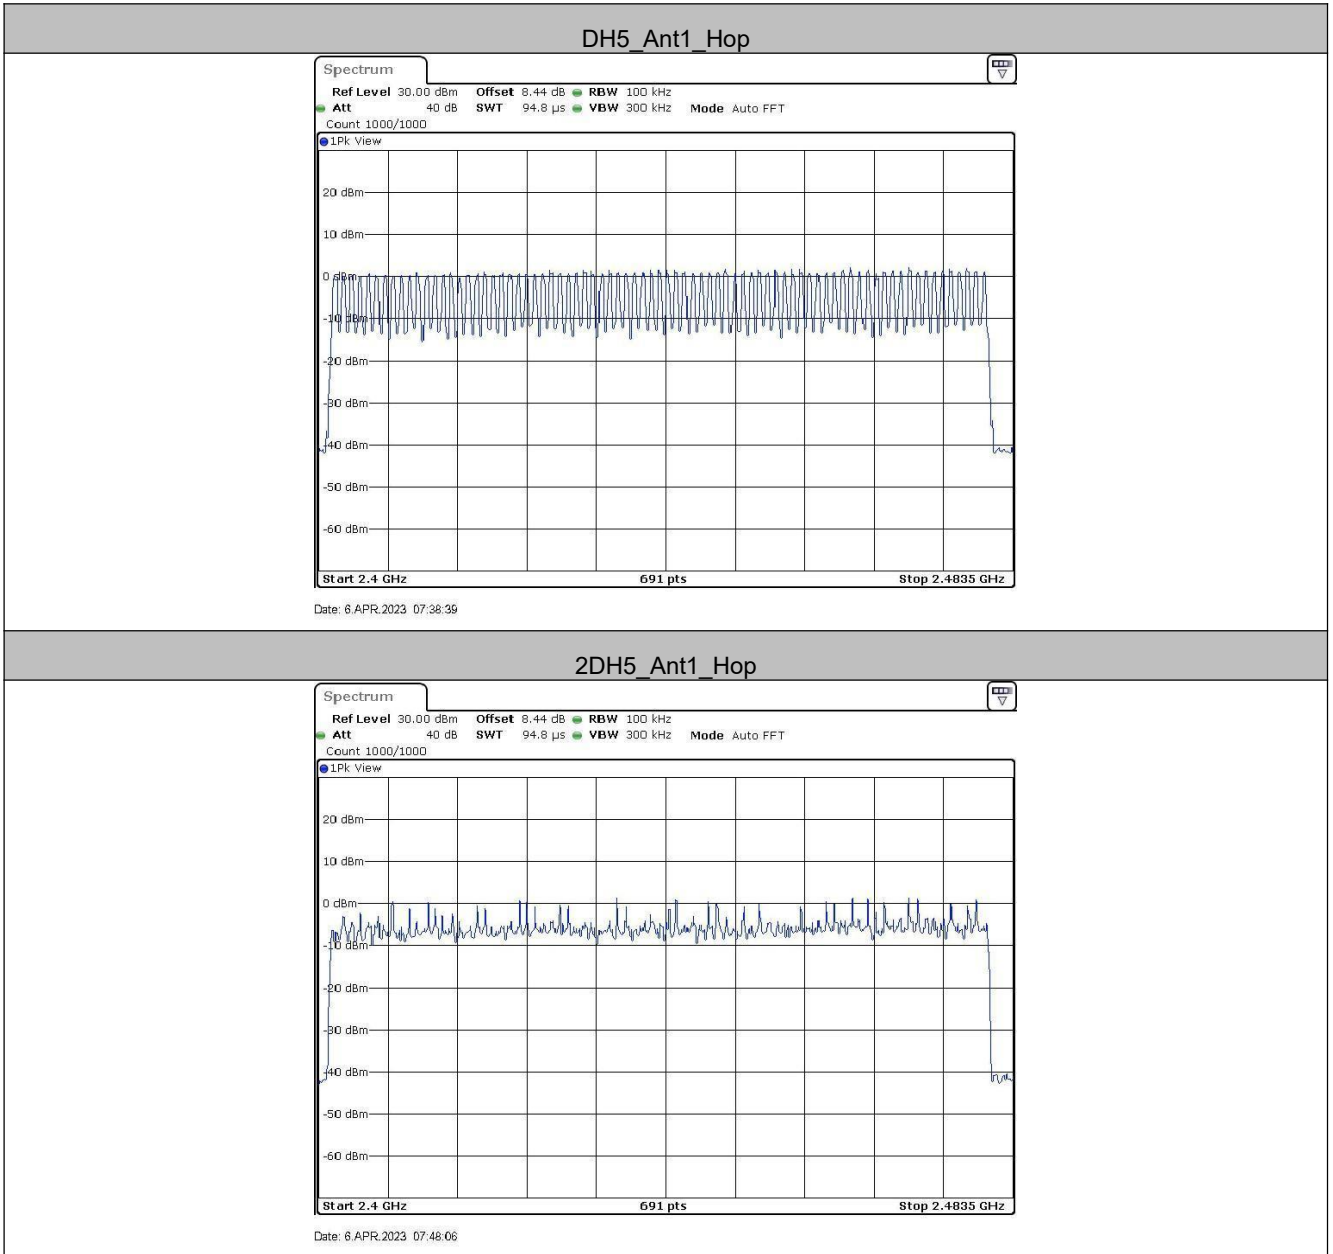 DH5_Ant1_Hop
Spectrum
Ref Level 30.00 dBm Offset 8.44 dB RBW 100 kHz
Att 40 dB SWT 94.8 µs VBW 300 kHz Mode Auto FFT
Count 1000/1000
1Pk View
20 dBm
10 dBm
0 dBm
-10 dBm
-20 dBm
-30 dBm
-40 dBm
-50 dBm
-60 dBm
Start 2.4 GHz 691 pts Stop 2.4835 GHz
Date: 6.APR.2023 07:38:39
2DH5_Ant1_Hop
Spectrum
Ref Level 30.00 dBm Offset 8.44 dB RBW 100 kHz
Att 40 dB SWT 94.8 µs VBW 300 kHz Mode Auto FFT
Count 1000/1000
1Pk View
20 dBm
10 dBm
0 dBm
-10 dBm
-20 dBm
-30 dBm
-40 dBm
-50 dBm
-60 dBm
Start 2.4 GHz 691 pts Stop 2.4835 GHz
Date: 6.APR.2023 07:48:06